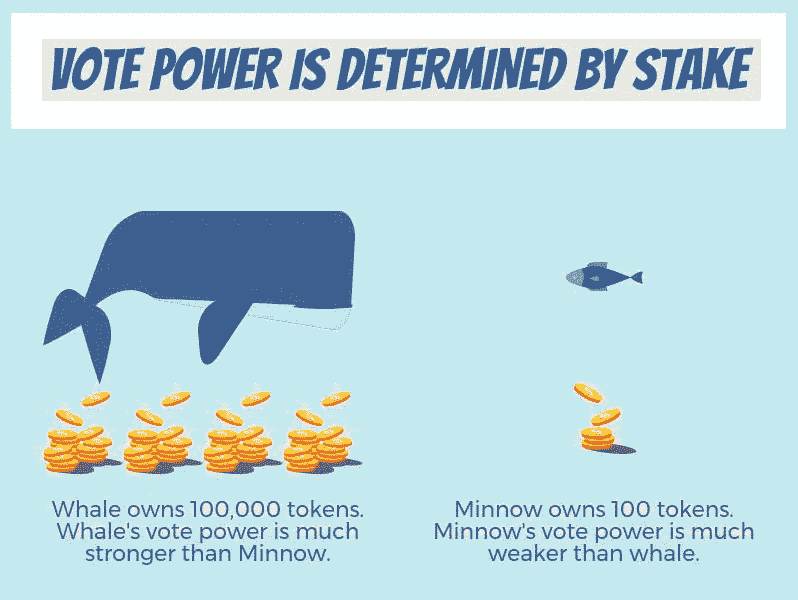 VOTE POWER IS DETERMINED BY STAKE
Whale owns 100,000 tokens.
Whale's vote power is much
stronger than Minnow.
Minnow owns 100 tokens.
Minnow's vote power is much
weaker than whale.